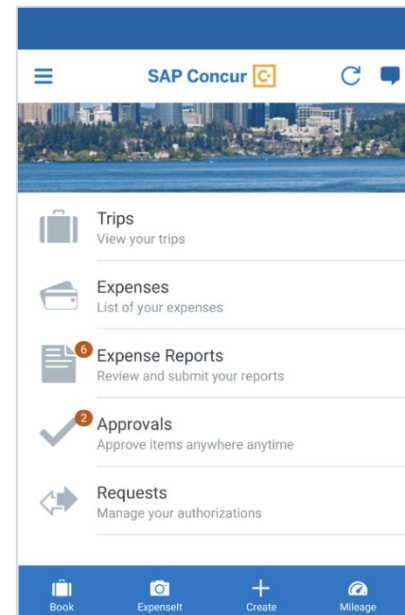 SAP Concur C
Trips
View your trips
Expenses
List of your expenses
6
Expense Reports
Review and submit your reports
2
Approvals
Approve items anywhere anytime
Requests
Manage your authorizations
Book ExpenseIt Create Mileage